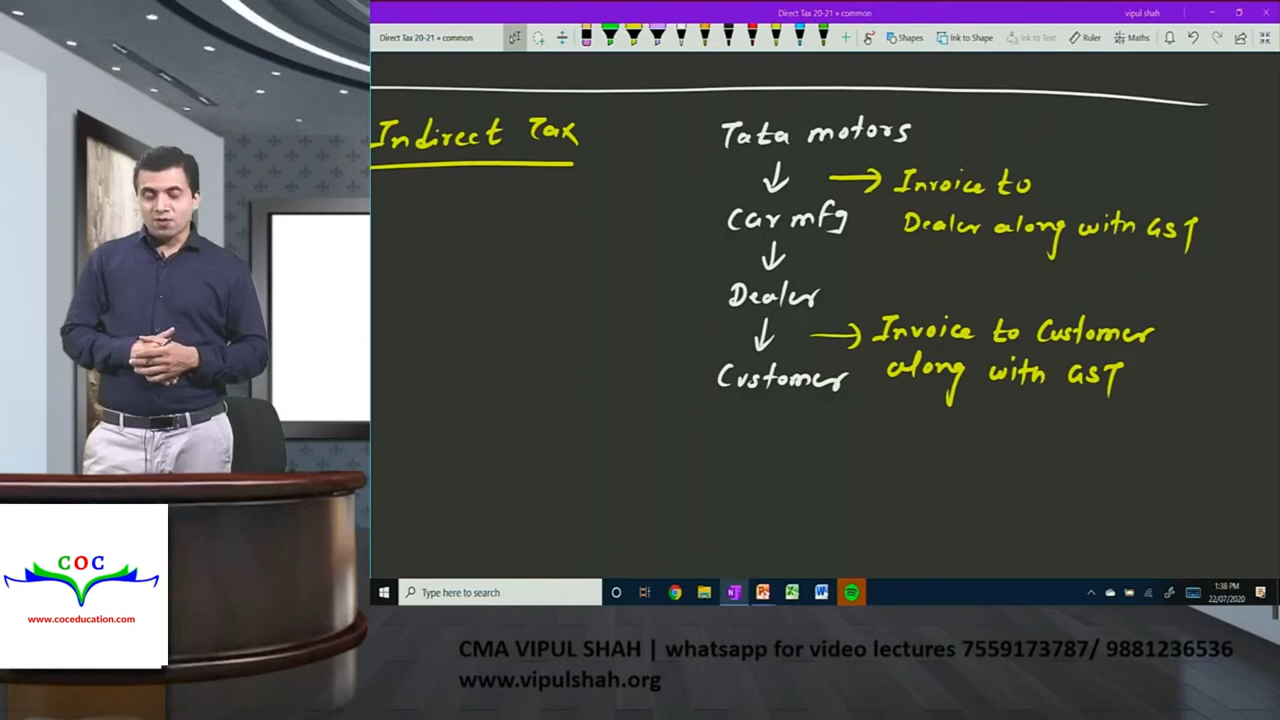 Direct Tax 20-21 » common
vipul shah
Direct Tax 20-21 » common
Shapes
Ink to Shape
Ink to Text
Ruler
Maths
Indirect Tax
Tata motors
→ Invoice to
Dealer along with GST
↓
Car mfg
↓
Dealer
↓
→ Invoice to Customer
along with GST
Customer
COC
www.coceducation.com
Type here to search
1:38 PM
22/07/2020
CMA VIPUL SHAH | whatsapp for video lectures 7559173787/ 9881236536
www.vipulshah.org